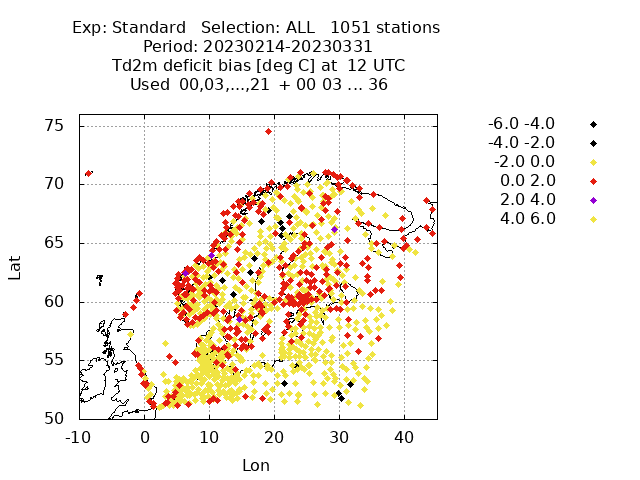 Exp: Standard   Selection: ALL   1051 stations
Period: 20230214-20230331
Td2m deficit bias [deg C] at  12 UTC
Used  00,03,...,21  + 00 03 ... 36
-6.0 -4.0
-4.0 -2.0
-2.0 0.0
0.0 2.0
2.0 4.0
4.0 6.0
75
70
65
60
55
50
Lat
-10 0 10 20 30 40
Lon